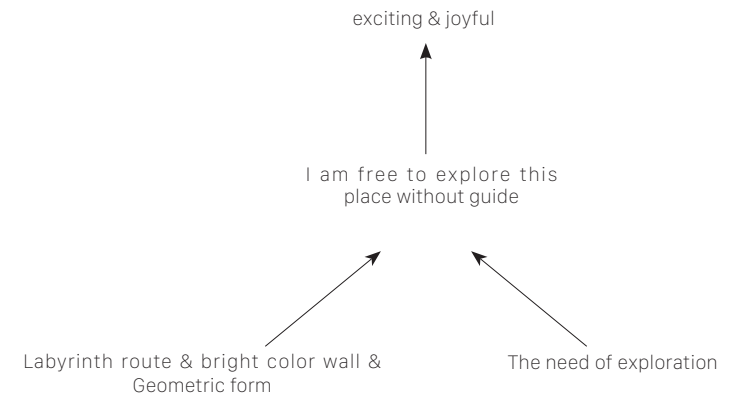 exciting & joyful
I am free to explore this
place without guide
Labyrinth route & bright color wall &
Geometric form
The need of exploration